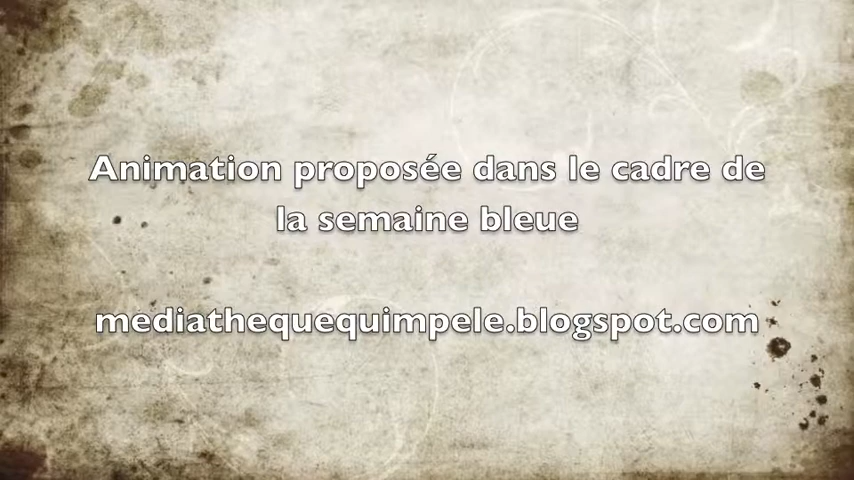 Animation proposée dans le cadre de
la semaine bleue
mediathequequimpele.blogspot.com